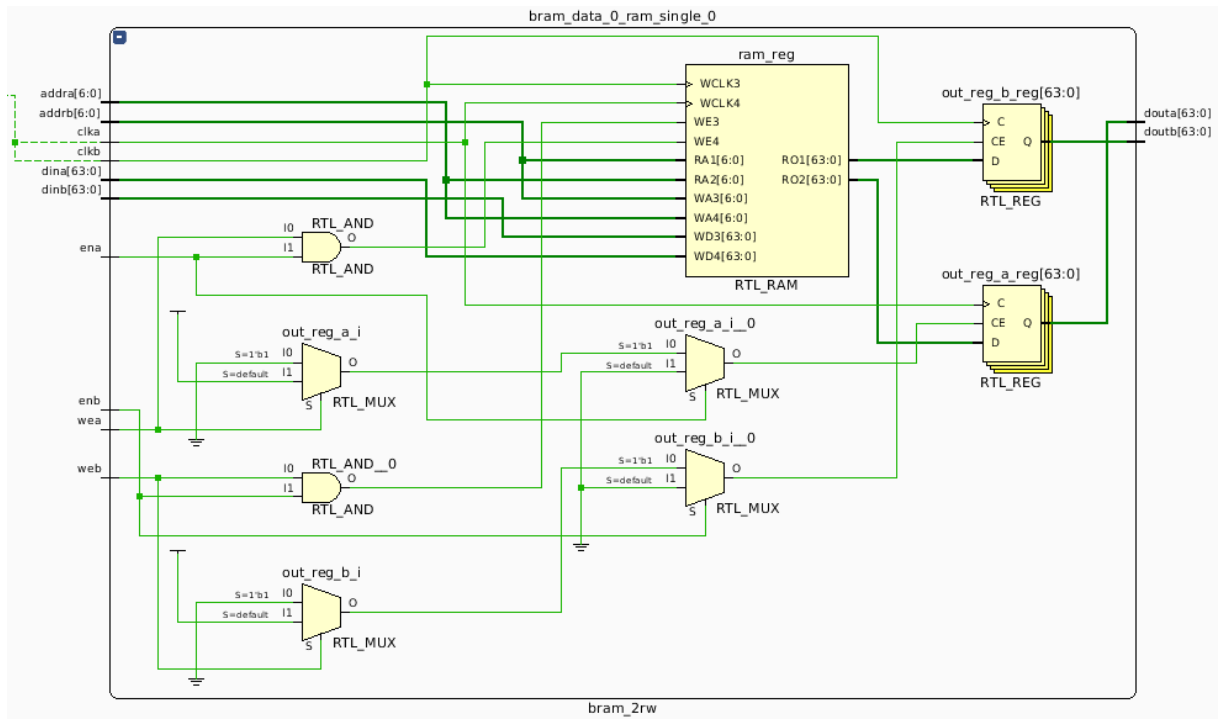 bram_data_0_ram_single_0
ram_reg
addra[6:0]
addrb[6:0]
clka
clkb
dina[63:0]
dinb[63:0]
ena
enb
wea
web
WCLK3
WCLK4
WE3
WE4
RA1[6:0] RO1[63:0]
RA2[6:0] RO2[63:0]
WA3[6:0]
WA4[6:0]
WD3[63:0]
WD4[63:0]
RTL_RAM
out_reg_b_reg[63:0]
C
CE Q
D
RTL_REG
douta[63:0]
doutb[63:0]
out_reg_a_reg[63:0]
C
CE Q
D
RTL_REG
RTL_AND
I0
O
I1
RTL_AND
out_reg_a_i
S=1'b1 I0
O
S=default I1
S
RTL_MUX
out_reg_a_i__0
S=1'b1 I0
O
S=default I1
S
RTL_MUX
RTL_AND__0
I0
O
I1
RTL_AND
out_reg_b_i__0
S=1'b1 I0
O
S=default I1
S
RTL_MUX
out_reg_b_i
S=1'b1 I0
O
S=default I1
S
RTL_MUX
bram_2rw